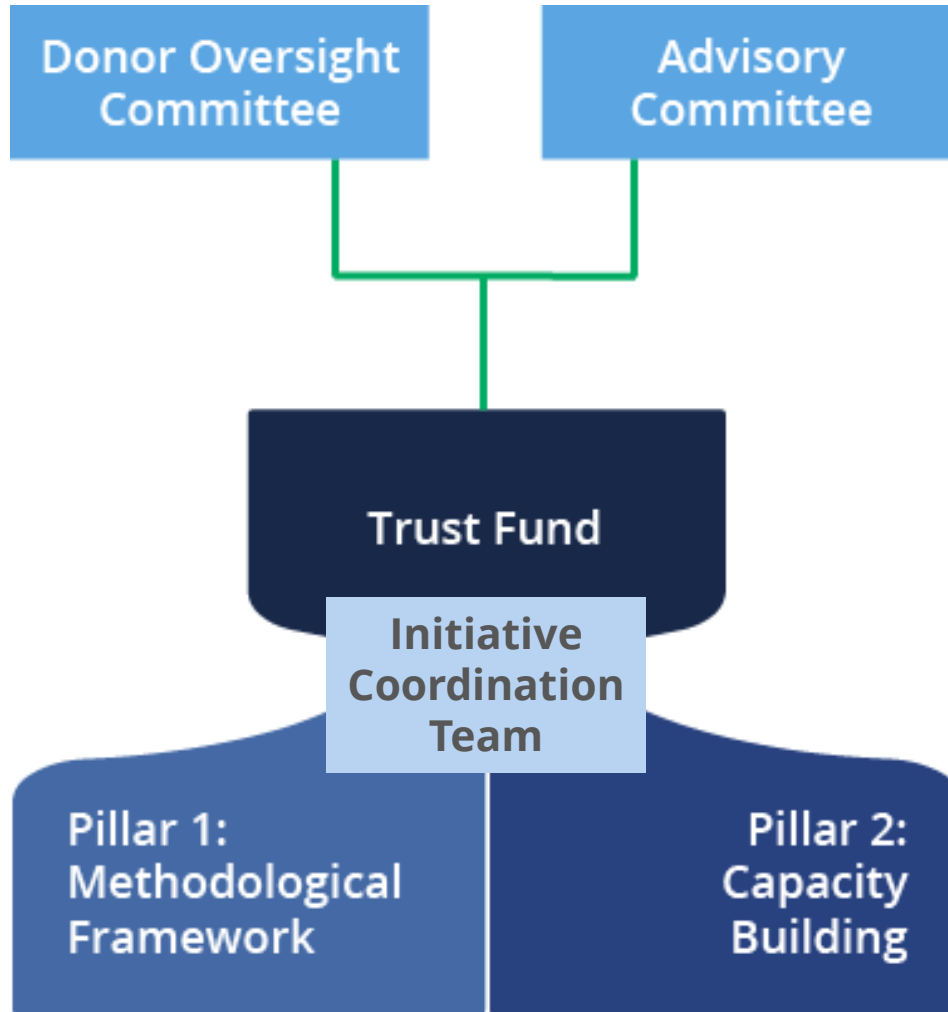 Donor Oversight
Committee
Advisory
Committee
Trust Fund
Initiative
Coordination
Team
Pillar 1:
Methodological
Framework
Pillar 2:
Capacity
Building